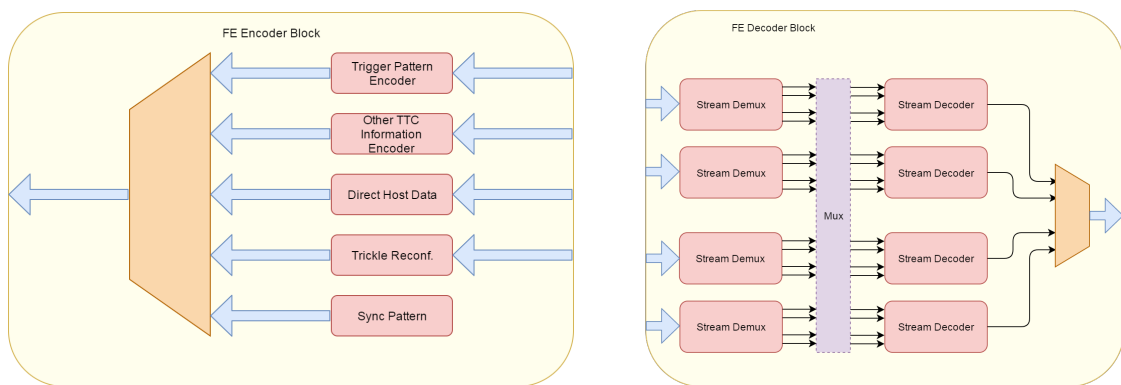 FE Encoder Block
Trigger Pattern
Encoder
Other TTC
Information
Encoder
Direct Host Data
Trickle Reconf.
Sync Pattern
FE Decoder Block
Stream Demux
Stream Decoder
Stream Demux
Stream Decoder
Mux
Stream Demux
Stream Decoder
Stream Demux
Stream Decoder